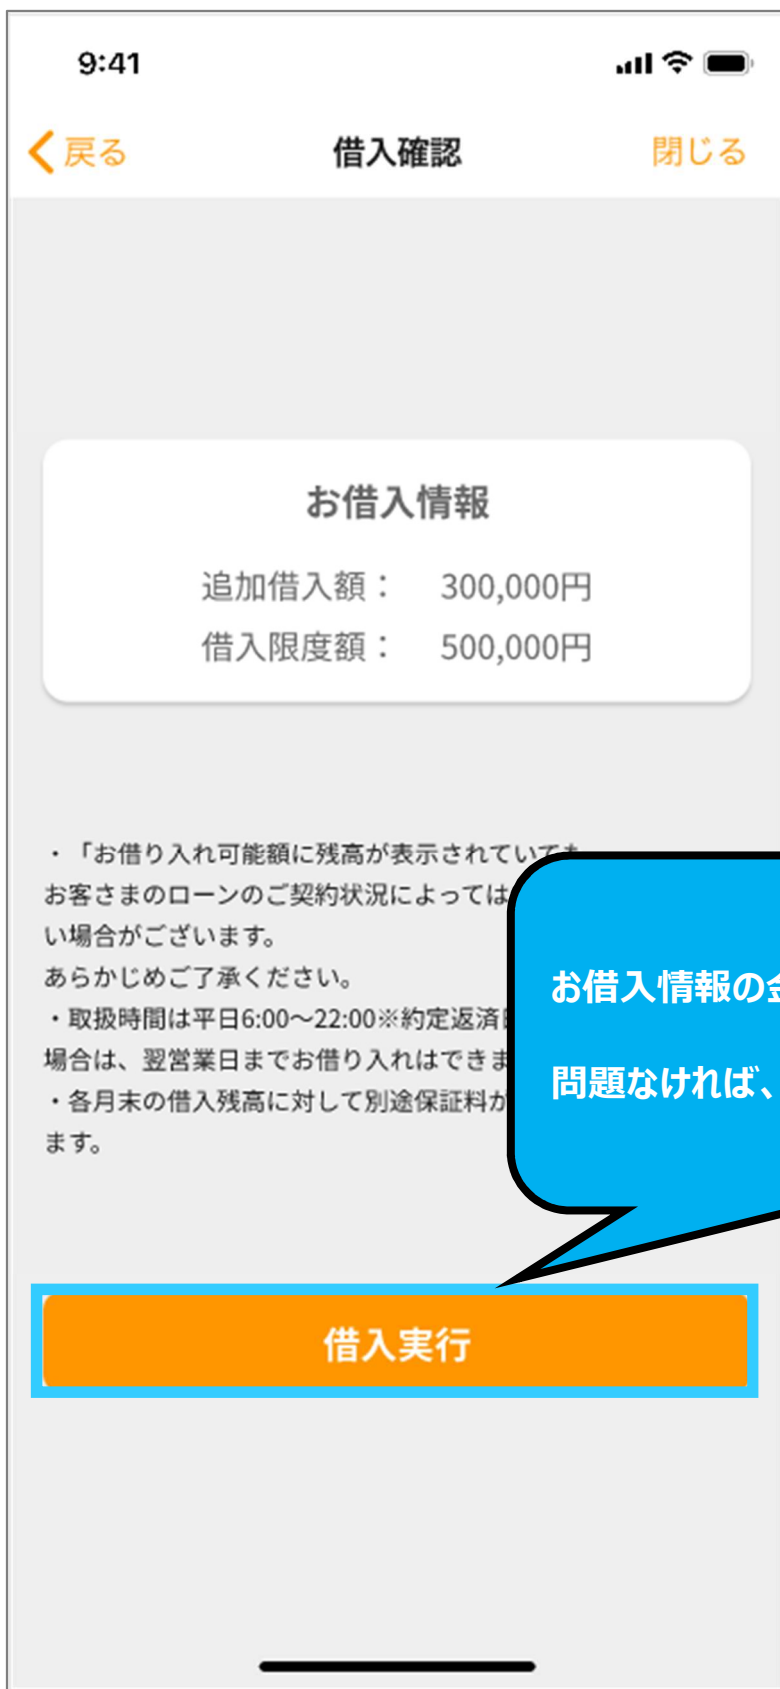 9:41
戻る
借入確認
閉じる
お借入情報
追加借入額： 300,000円
借入限度額： 500,000円
・「お借り入れ可能額に残高が表示されていても
お客さまのローンのご契約状況によっては
い場合がございます。
あらかじめご了承ください。
・取扱時間は平日6:00～22:00※約定返済
場合は、翌営業日までお借り入れはできま
・各月末の借入残高に対して別途保証料が
ます。
お借入情報の
問題なければ、
借入実行